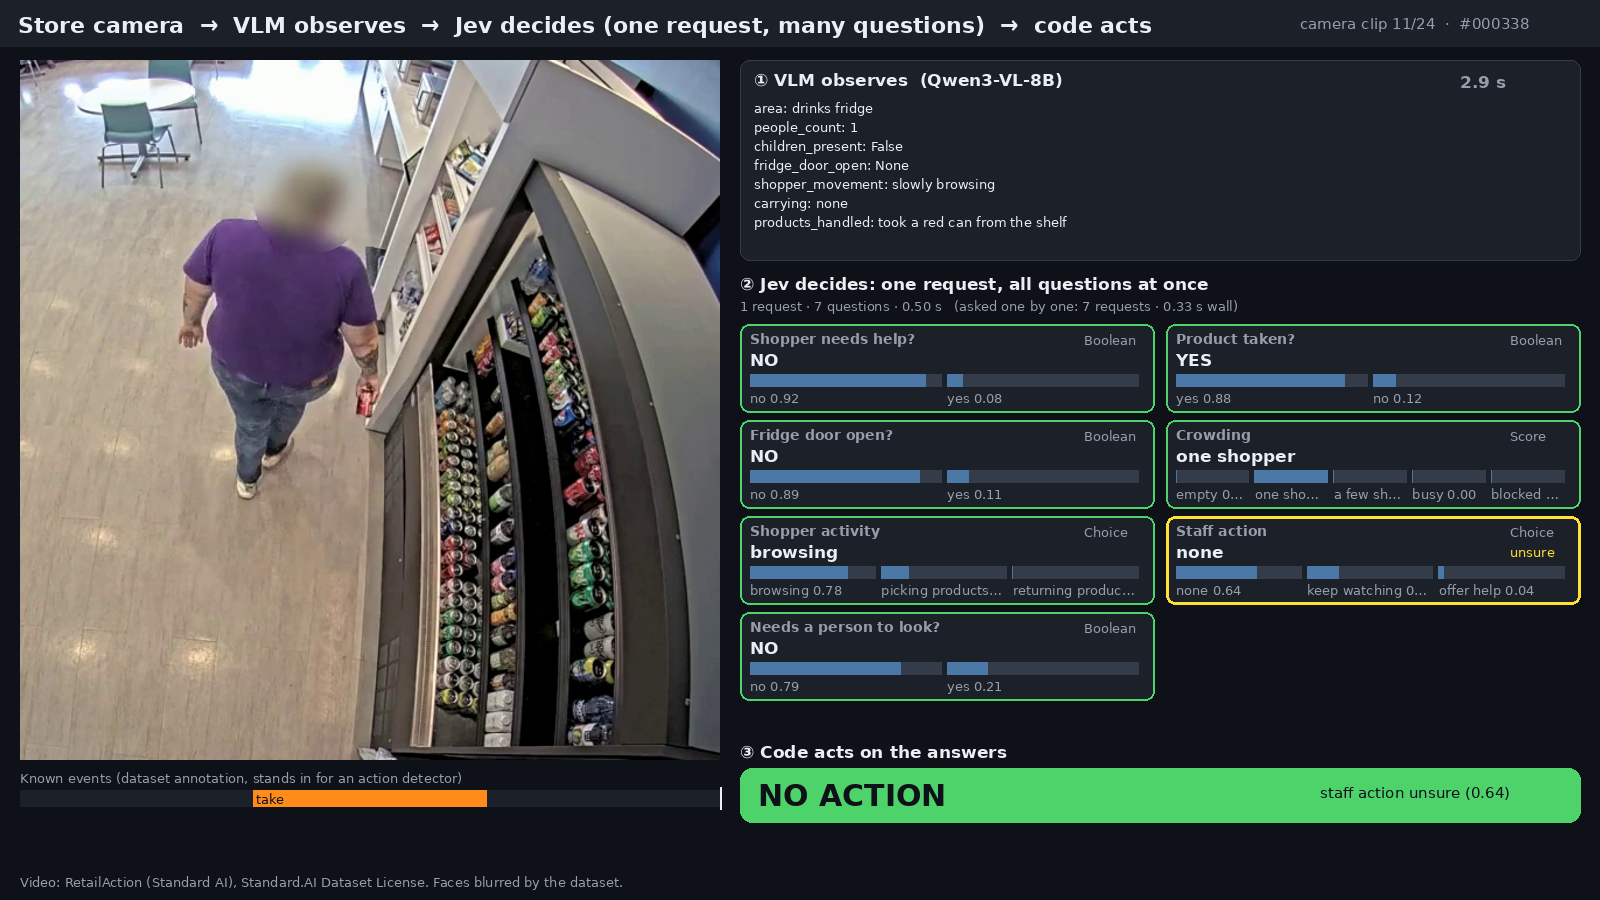 Store camera → VLM observes → Jev decides (one request, many questions) → code acts
camera clip 11/24 · #000338
① VLM observes (Qwen3-VL-8B)
2.9 s
area: drinks fridge
people_count: 1
children_present: False
fridge_door_open: None
shopper_movement: slowly browsing
carrying: none
products_handled: took a red can from the shelf
② Jev decides: one request, all questions at once
1 request · 7 questions · 0.50 s (asked one by one: 7 requests · 0.33 s wall)
Shopper needs help?
Boolean
NO
no 0.92
yes 0.08
Product taken?
Boolean
YES
yes 0.88
no 0.12
Fridge door open?
Boolean
NO
no 0.89
yes 0.11
Crowding
Score
one shopper
empty 0...
one sho...
a few sh...
busy 0.00
blocked ...
Shopper activity
Choice
browsing
browsing 0.78
picking products...
returning produc...
Staff action
Choice
none
unsure
none 0.64
keep watching 0...
offer help 0.04
Needs a person to look?
Boolean
NO
no 0.79
yes 0.21
③ Code acts on the answers
NO ACTION
staff action unsure (0.64)
Known events (dataset annotation, stands in for an action detector)
take
Video: RetailAction (Standard AI), Standard.AI Dataset License. Faces blurred by the dataset.